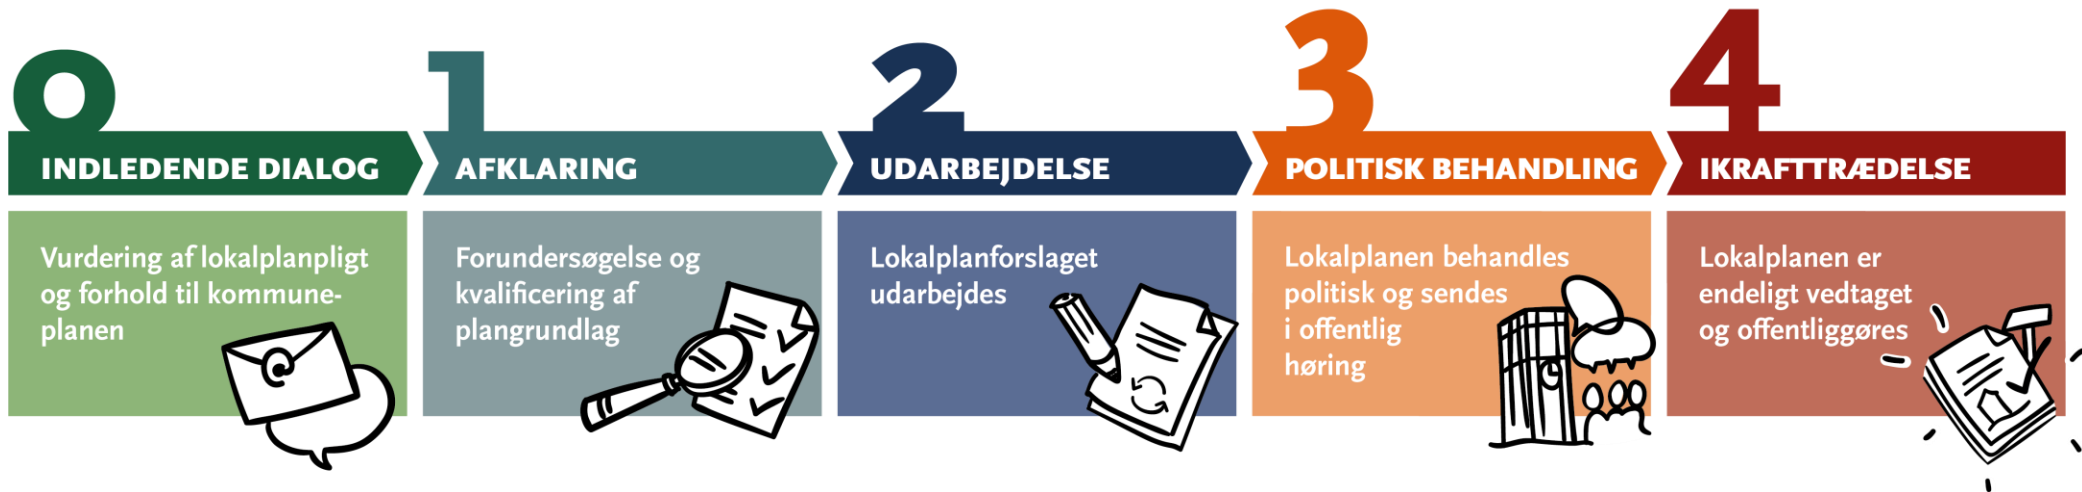 0
INDLEDENDE DIALOG
Vurdering af lokalplanpligt
og forhold til kommune-
planen
1
AFKLARING
Forundersøgelse og
kvalificering af
plangrundlag
2
UDARBEJDELSE
Lokalplanforslaget
udarbejdes
3
POLITISK BEHANDLING
Lokalplanen behandles
politisk og sendes
i offentlig
høring
4
IKRAFTTRÆDELSE
Lokalplanen er
endeligt vedtaget
og offentliggøres